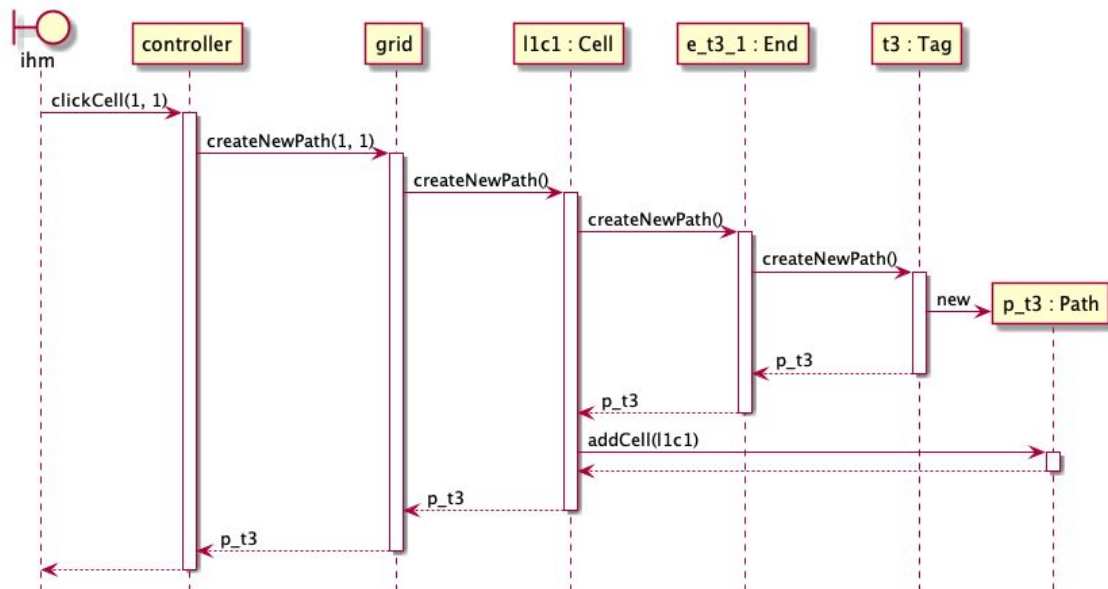 ihm
controller
grid
l1c1 : Cell
e_t3_1 : End
t3 : Tag
clickCell(1, 1)
createNewPath(1, 1)
createNewPath()
createNewPath()
createNewPath()
new
p_t3 : Path
p_t3
p_t3
addCell(l1c1)
p_t3
p_t3